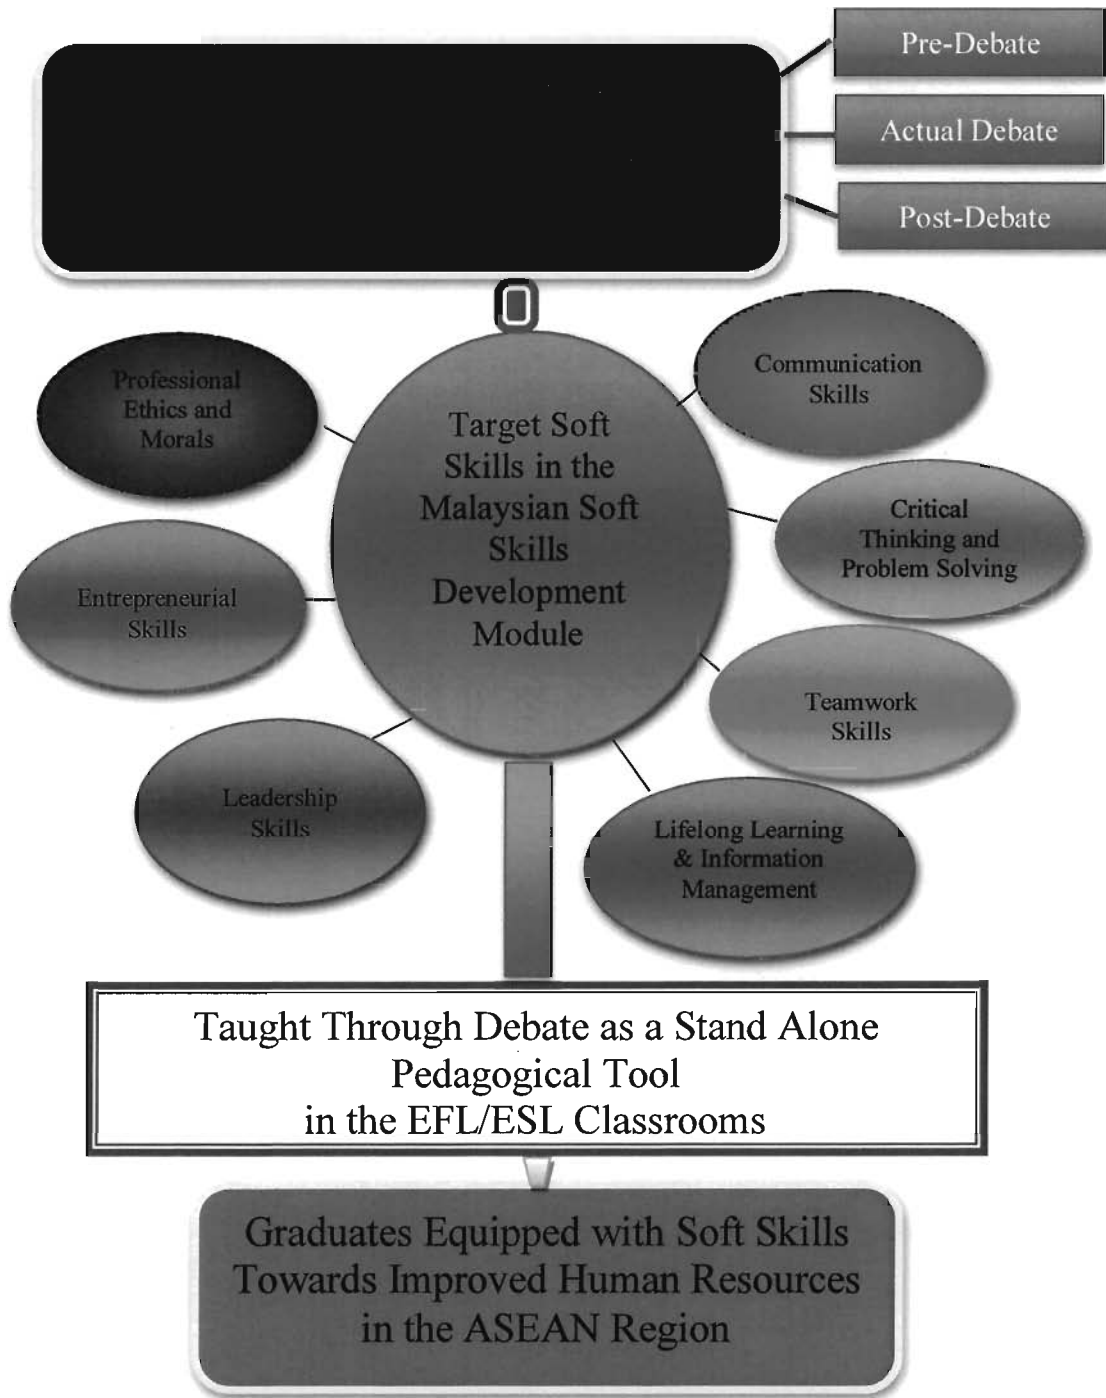 Pre-Debate
Actual Debate
Post-Debate
Professional
Ethics and
Morals
Communication
Skills
Target Soft
Skills in the
Malaysian Soft
Skills
Development
Module
Critical
Thinking and
Problem Solving
Entrepreneurial
Skills
Teamwork
Skills
Leadership
Skills
Lifelong Learning
& Information
Management
Taught Through Debate as a Stand Alone
Pedagogical Tool
in the EFL/ESL Classrooms
Graduates Equipped with Soft Skills
Towards Improved Human Resources
in the ASEAN Region